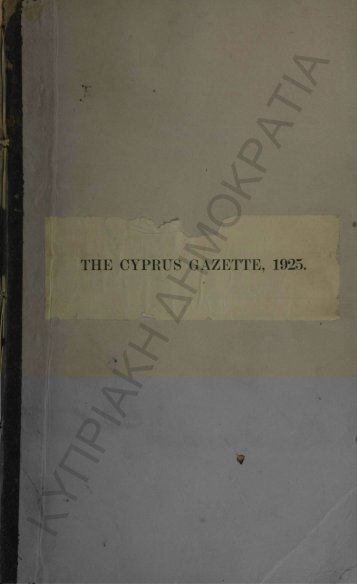 THE CYPRUS GAZETTE, 1925.
ΚΥΠΡΙΑΚΗ ΔΗΜΟΚΡΑΤΙΑ